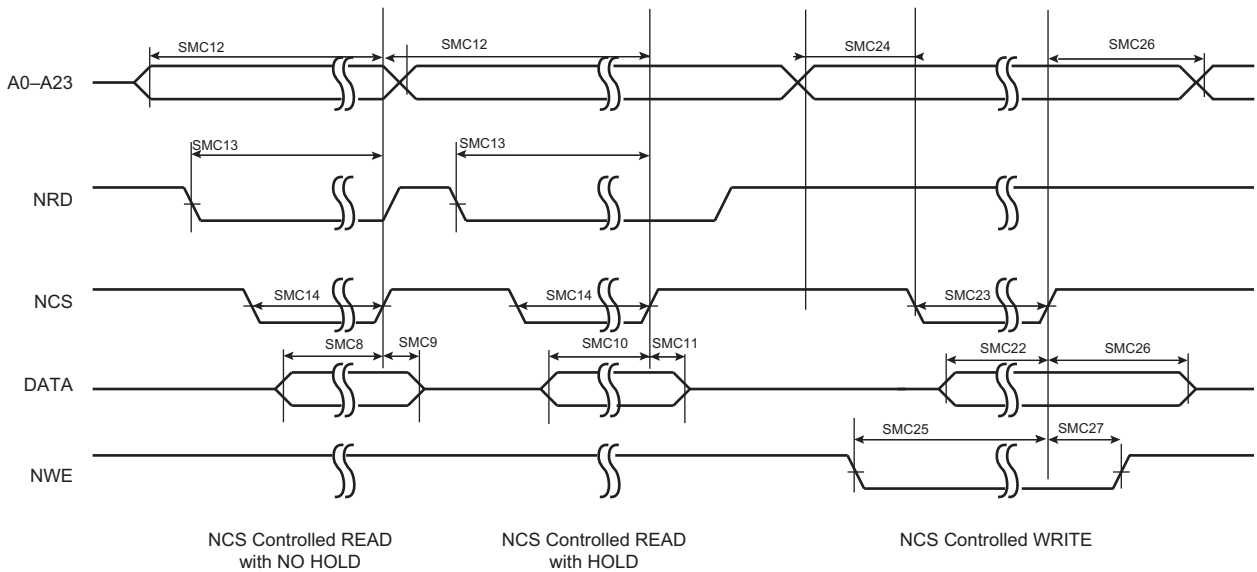 SMC12
SMC12
SMC24
SMC26
A0–A23
SMC13
SMC13
NRD
NCS
SMC14
SMC14
SMC23
SMC8
SMC9
SMC10
SMC11
SMC22
SMC26
DATA
SMC25
SMC27
NWE
NCS Controlled READ
with NO HOLD
NCS Controlled READ
with HOLD
NCS Controlled WRITE